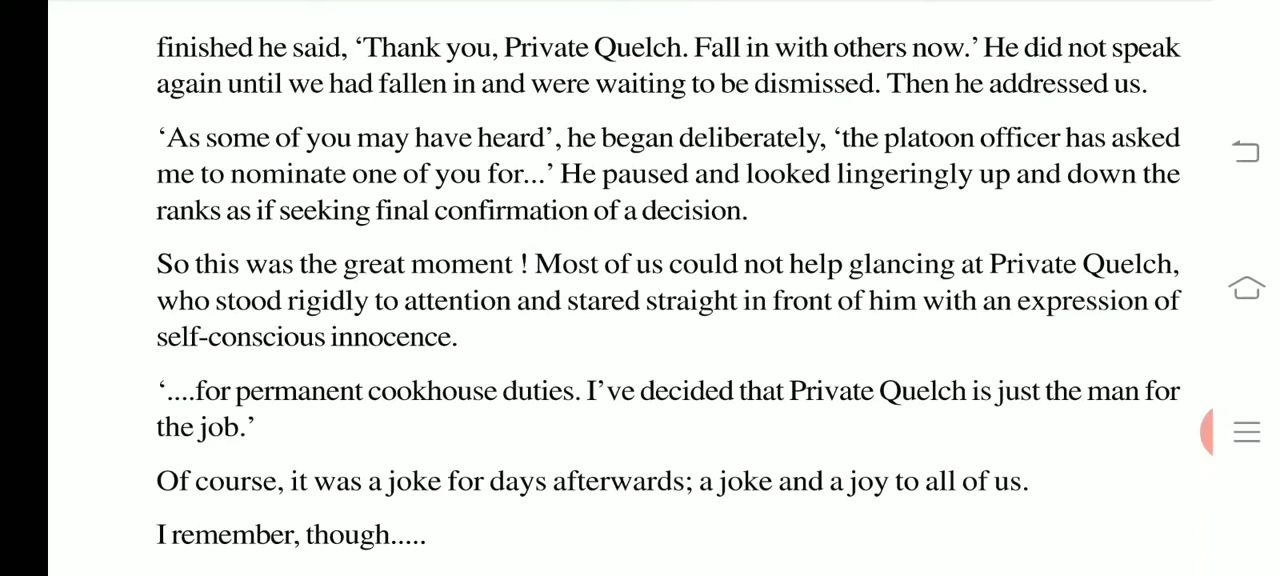 finished he said, ‘Thank you, Private Quelch. Fall in with others now.’ He did not speak
again until we had fallen in and were waiting to be dismissed. Then he addressed us.
‘As some of you may have heard’, he began deliberately, ‘the platoon officer has asked
me to nominate one of you for...’ He paused and looked lingeringly up and down the
ranks as if seeking final confirmation of a decision.
So this was the great moment ! Most of us could not help glancing at Private Quelch,
who stood rigidly to attention and stared straight in front of him with an expression of
self-conscious innocence.
‘....for permanent cookhouse duties. I’ve decided that Private Quelch is just the man for
the job.’
Of course, it was a joke for days afterwards; a joke and a joy to all of us.
I remember, though.....